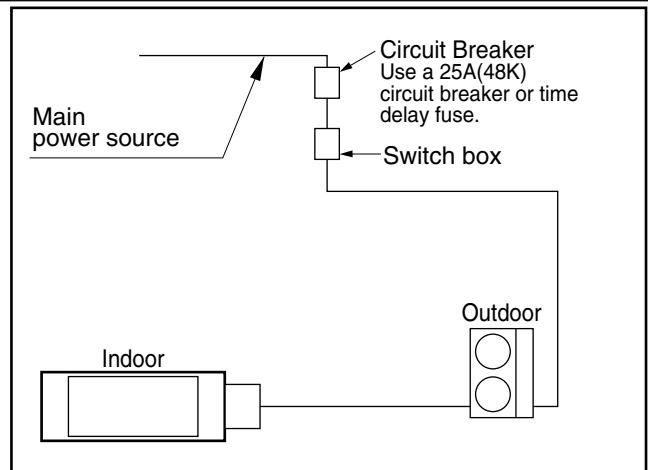 Circuit Breaker
Use a 25A(48K)
circuit breaker or time
delay fuse.
Main
power source
Switch box
Outdoor
Indoor